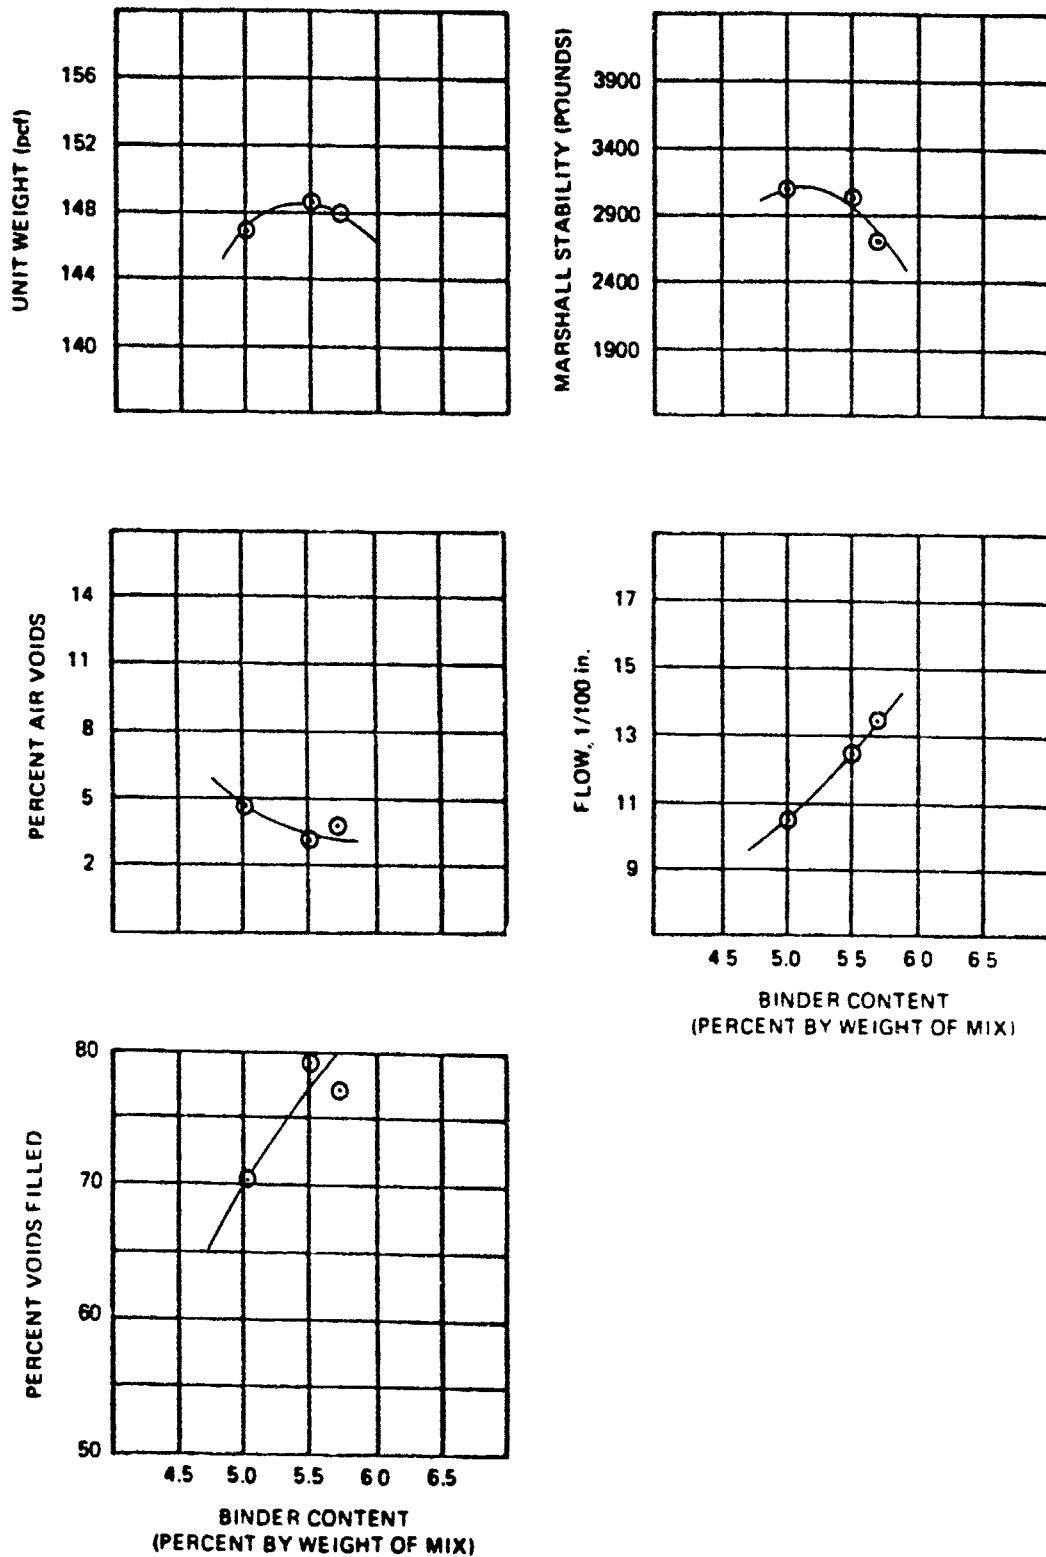 UNIT WEIGHT (pcf)
156
152
148
144
140
MARSHALL STABILITY (POUNDS)
3900
3400
2900
2400
1900
PERCENT AIR VOIDS
14
11
8
5
2
FLOW, 1/100 in.
17
15
13
11
9
4 5 5.0 5 5 6 0 6 5
BINDER CONTENT
(PERCENT BY WEIGHT OF MIX)
PERCENT VOIDS FILLED
80
70
60
50
4.5 5.0 5.5 6 0 6.5
BINDER CONTENT
(PERCENT BY WEIGHT OF MIX)